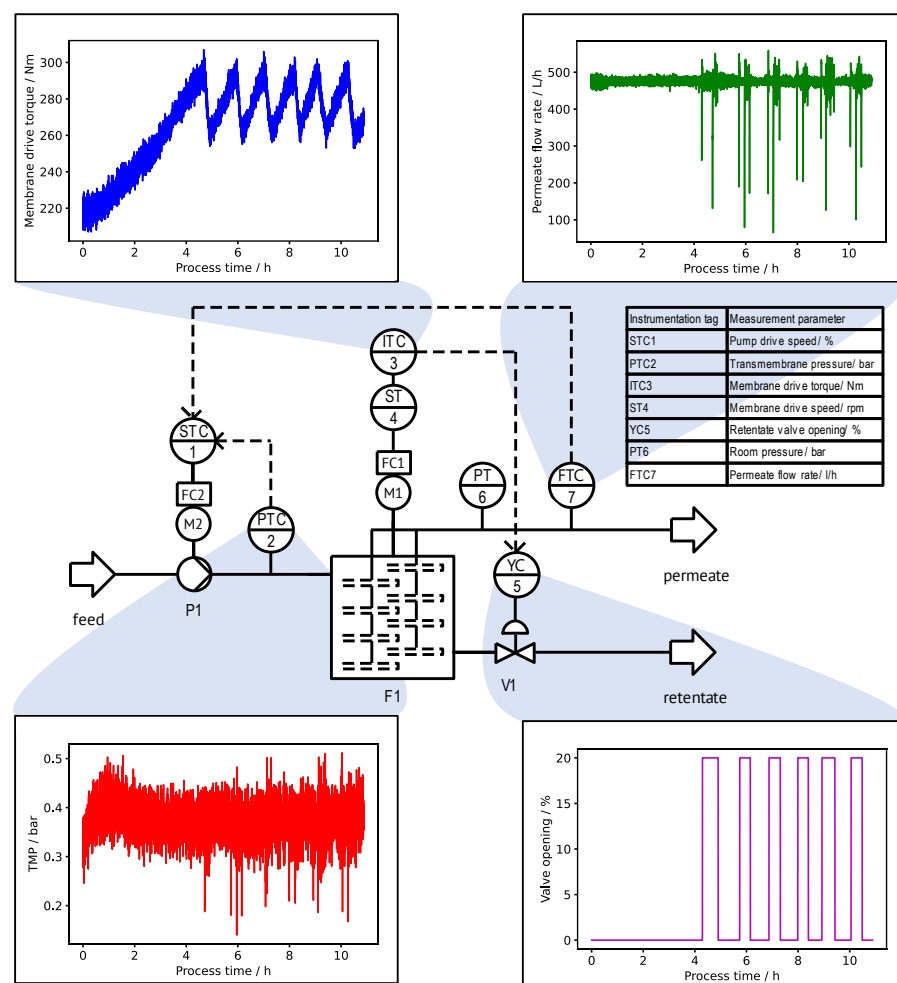 Membrane drive torque / Nm
300
280
260
240
220
0
2
4
6
8
10
Process time / h
Permeate flow rate / L/h
500
400
300
200
100
0
2
4
6
8
10
Process time / h
Instrumentation tag Measurement parameter
STC1 Pump drive speed/ %
PTC2 Transmembrane pressure/ bar
ITC3 Membrane drive torque/ Nm
ST4 Membrane drive speed/ rpm
YC5 Retentate valve opening/ %
PT6 Room pressure/ bar
FTC7 Permeate flow rate/ l/h
ITC
3
ST
4
STC
1
FC1
PT
6
FTC
7
FC2
M1
M2
PTC
2
YC
5
feed
P1
permeate
F1
V1
retentate
TMP / bar
0.5
0.4
0.3
0.2
0
2
4
6
8
10
Process time / h
Valve opening / %
20
15
10
5
0
0
2
4
6
8
10
Process time / h